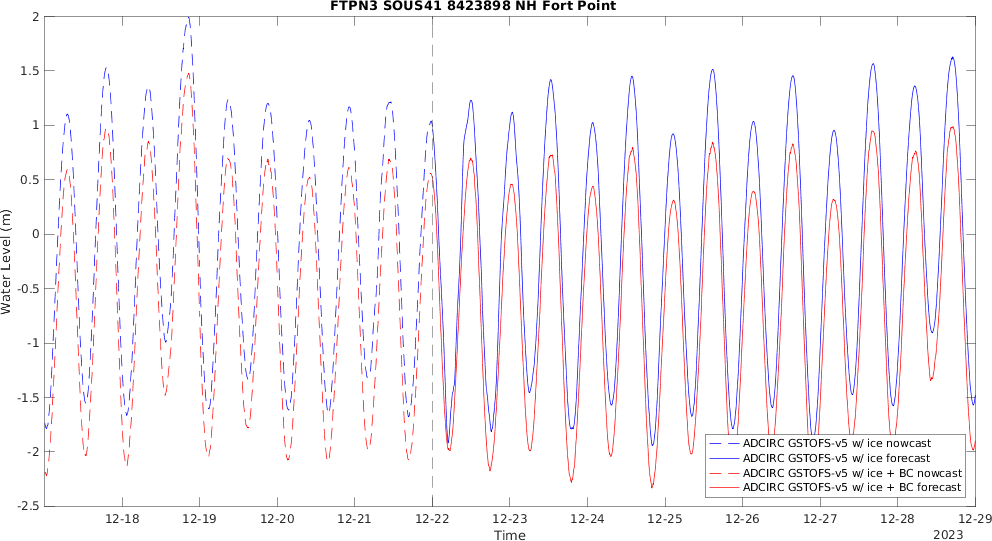 FTPN3 SOUS41 8423898 NH Fort Point
2
1.5
1
0.5
0
-0.5
-1
-1.5
-2
-2.5
Water Level (m)
ADCIRC GSTOFS-v5 w/ ice nowcast
ADCIRC GSTOFS-v5 w/ ice forecast
ADCIRC GSTOFS-v5 w/ ice + BC nowcast
ADCIRC GSTOFS-v5 w/ ice + BC forecast
12-18 12-19 12-20 12-21 12-22 12-23 12-24 12-25 12-26 12-27 12-28 12-29
Time
2023